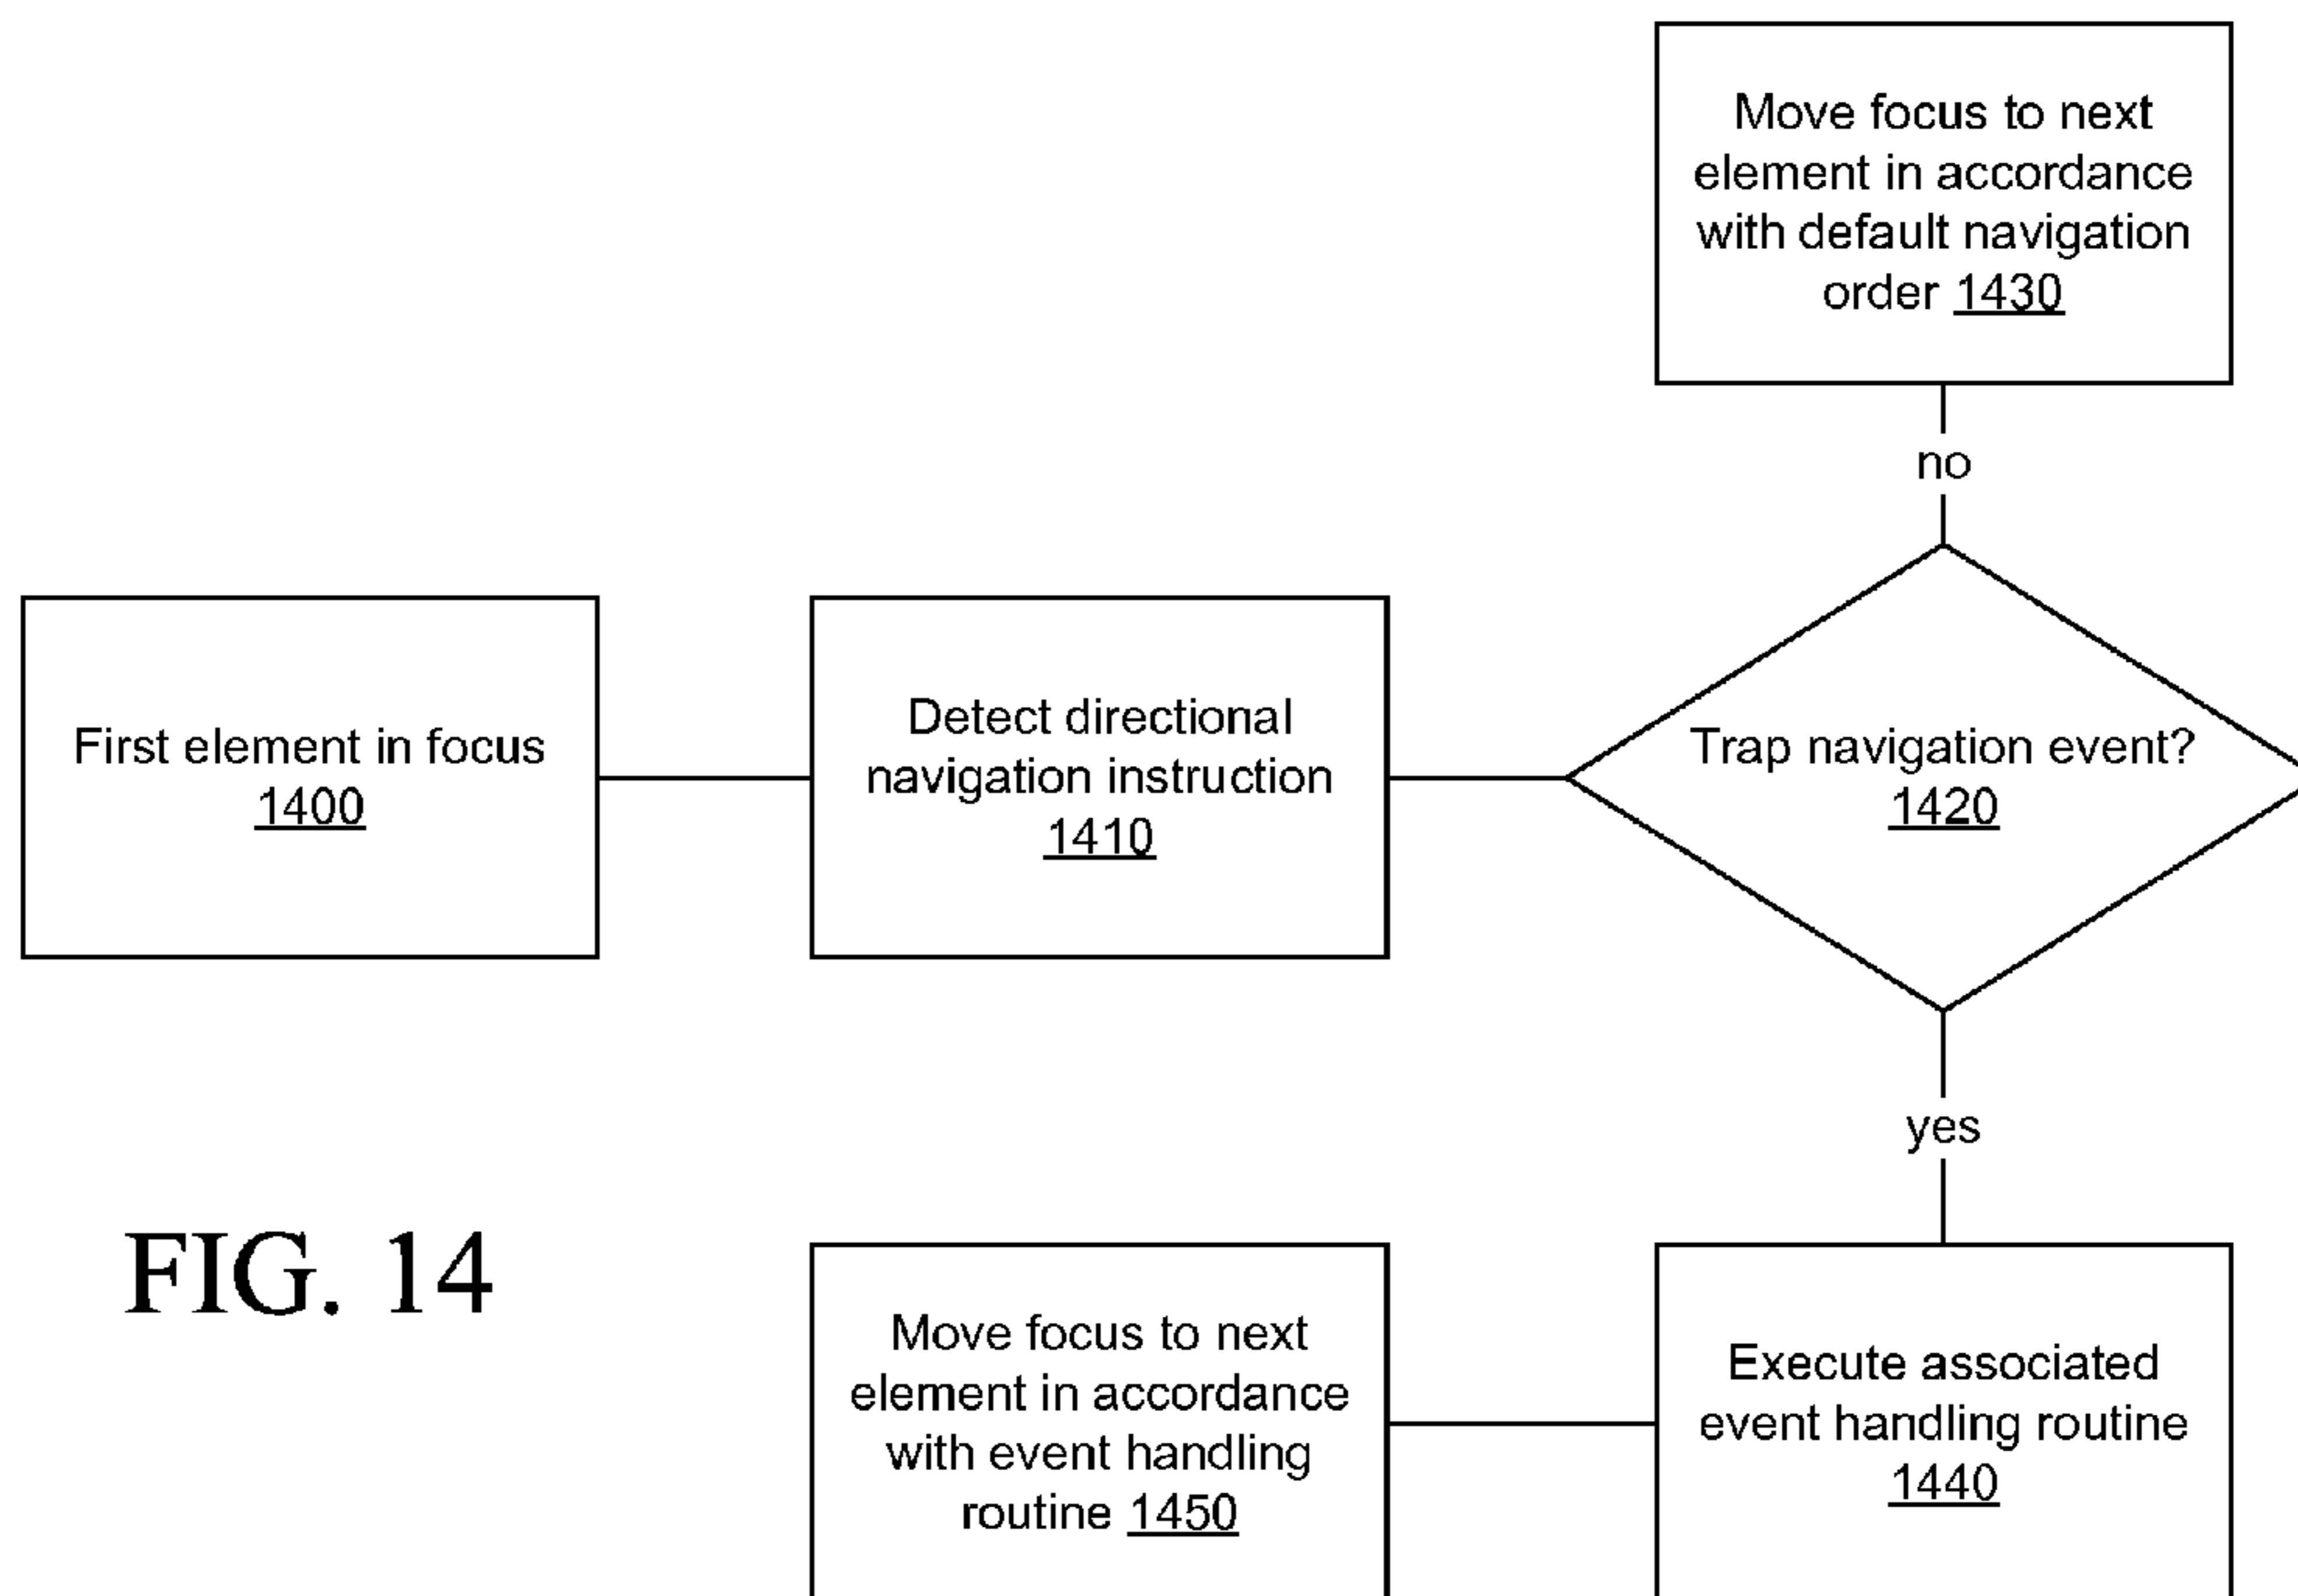 Move focus to next
element in accordance
with default navigation
order 1430
no
First element in focus
1400
Detect directional
navigation instruction
1410
Trap navigation event?
1420
yes
FIG. 14
Move focus to next
element in accordance
with event handling
routine 1450
Execute associated
event handling routine
1440